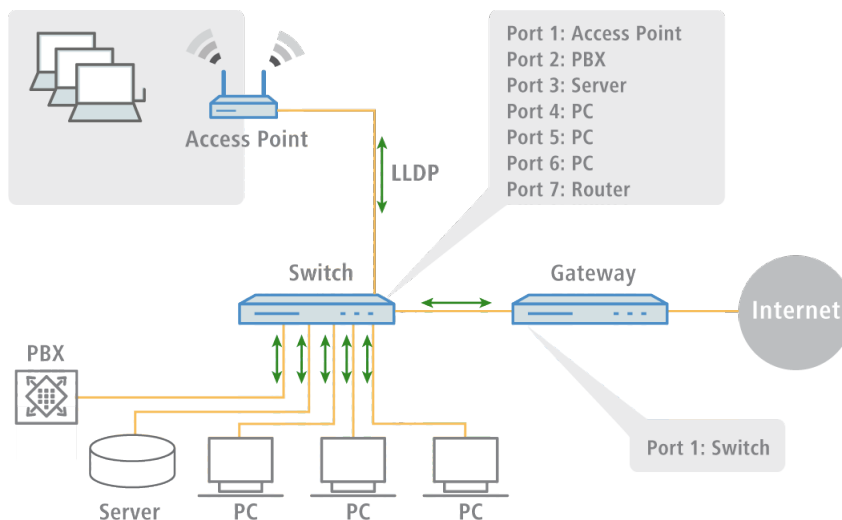 Port 1: Access Point
Port 2: PBX
Port 3: Server
Port 4: PC
Port 5: PC
Port 6: PC
Port 7: Router
Access Point
LLDP
Switch
Gateway
Internet
PBX
Port 1: Switch
Server
PC
PC
PC